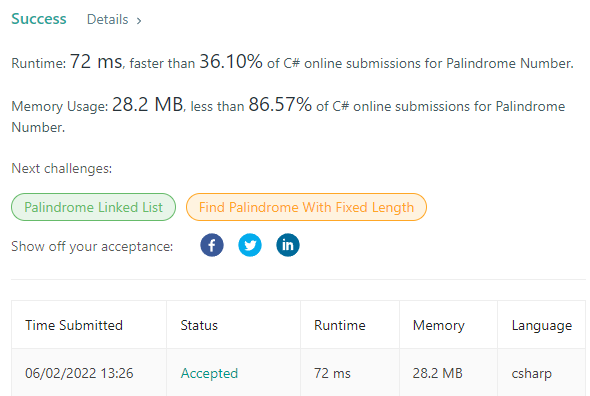 Success Details >
Runtime: 72 ms, faster than 36.10% of C# online submissions for Palindrome Number.
Memory Usage: 28.2 MB, less than 86.57% of C# online submissions for Palindrome
Number.
Next challenges:
Palindrome Linked List Find Palindrome With Fixed Length
Show off your acceptance: f in
Time Submitted Status Runtime Memory Language
06/02/2022 13:26 Accepted 72 ms 28.2 MB csharp